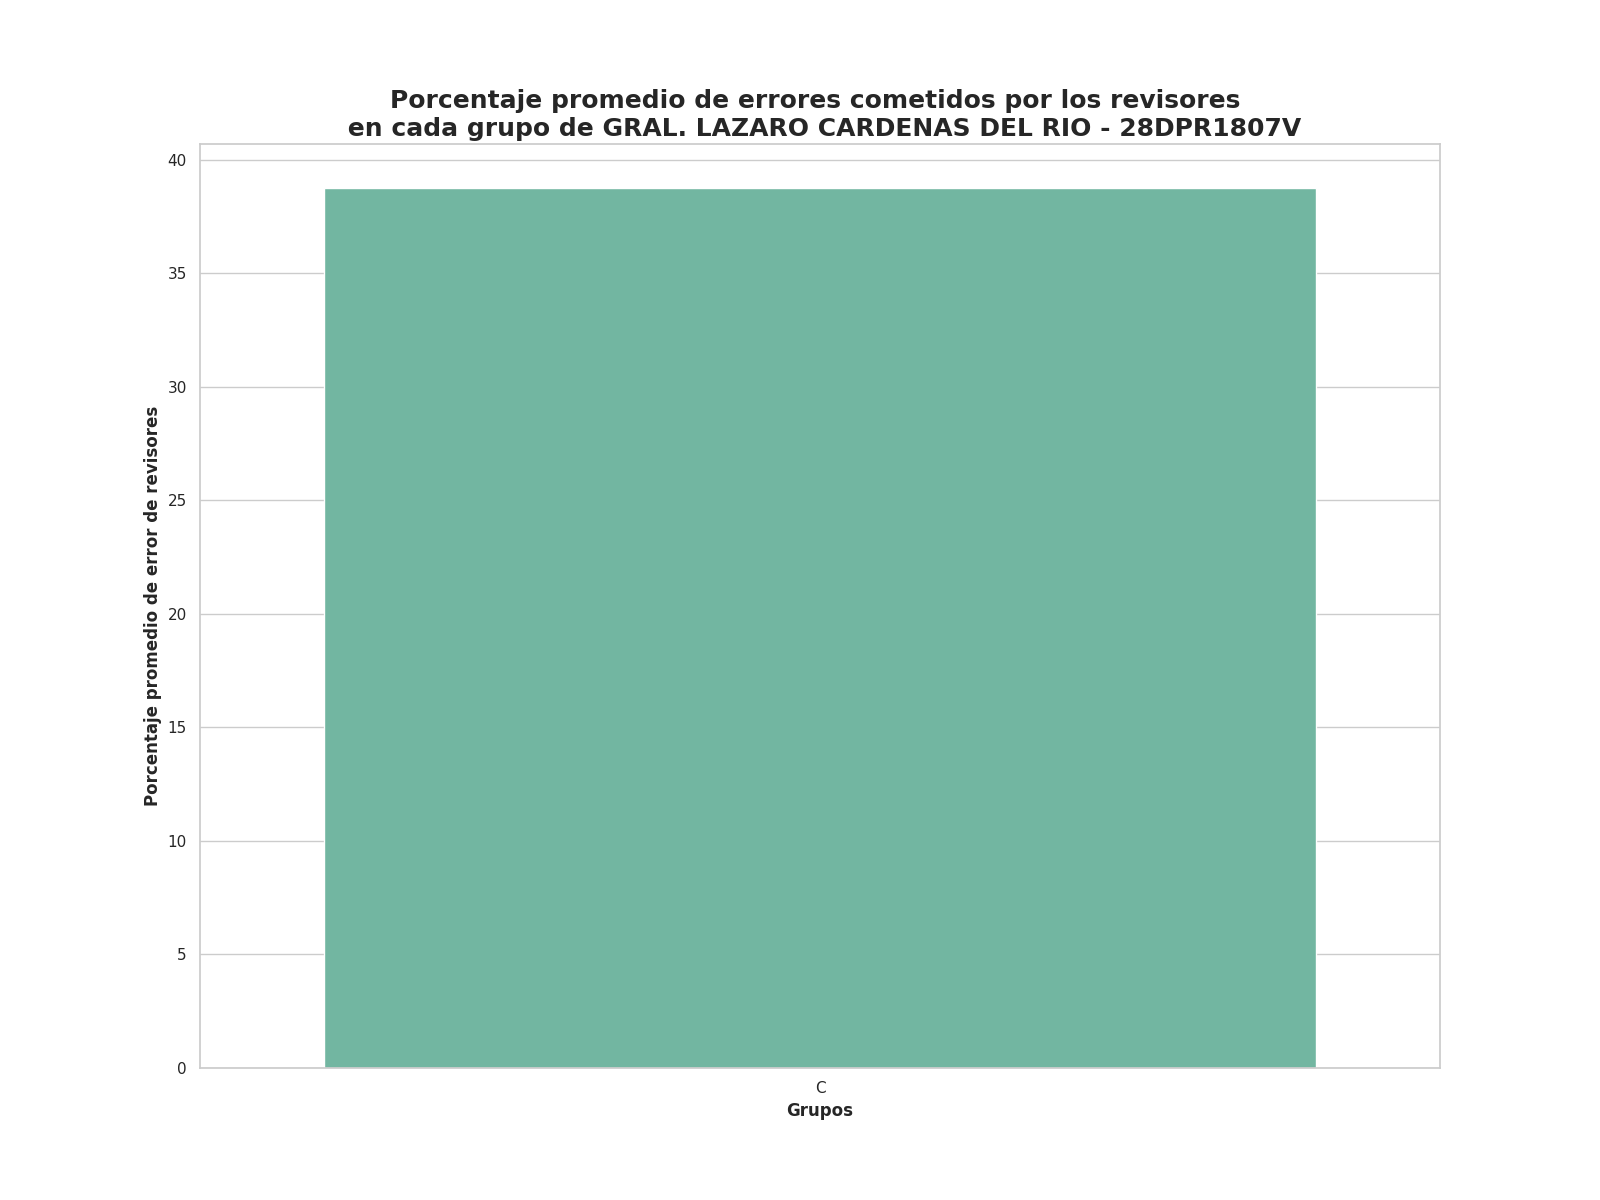 Porcentaje promedio de errores cometidos por los revisores
en cada grupo de GRAL. LAZARO CARDENAS DEL RIO - 28DPR1807V
40
35
30
25
20
15
10
5
0
Porcentaje promedio de error de revisores
C
Grupos